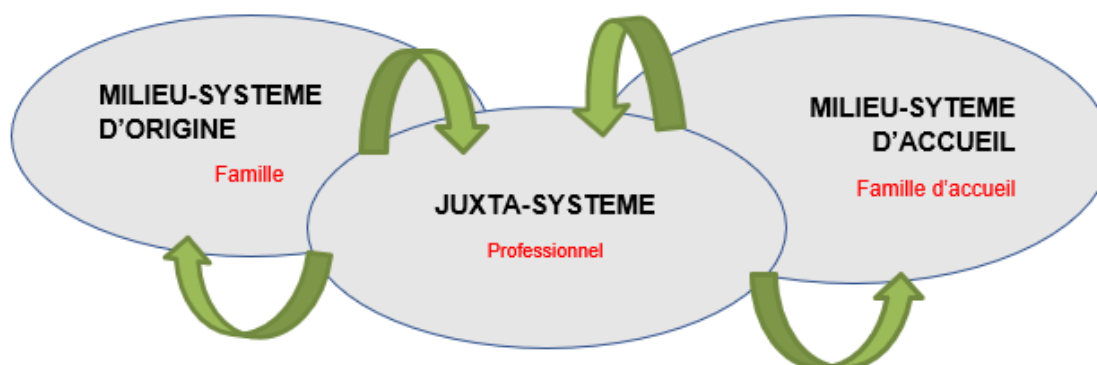 MILIEU-SYSTEME
D'ORIGINE
Famille
JUXTA-SYSTEME
Professionnel
MILIEU-SYTEME
D'ACCUEIL
Famille d'accueil